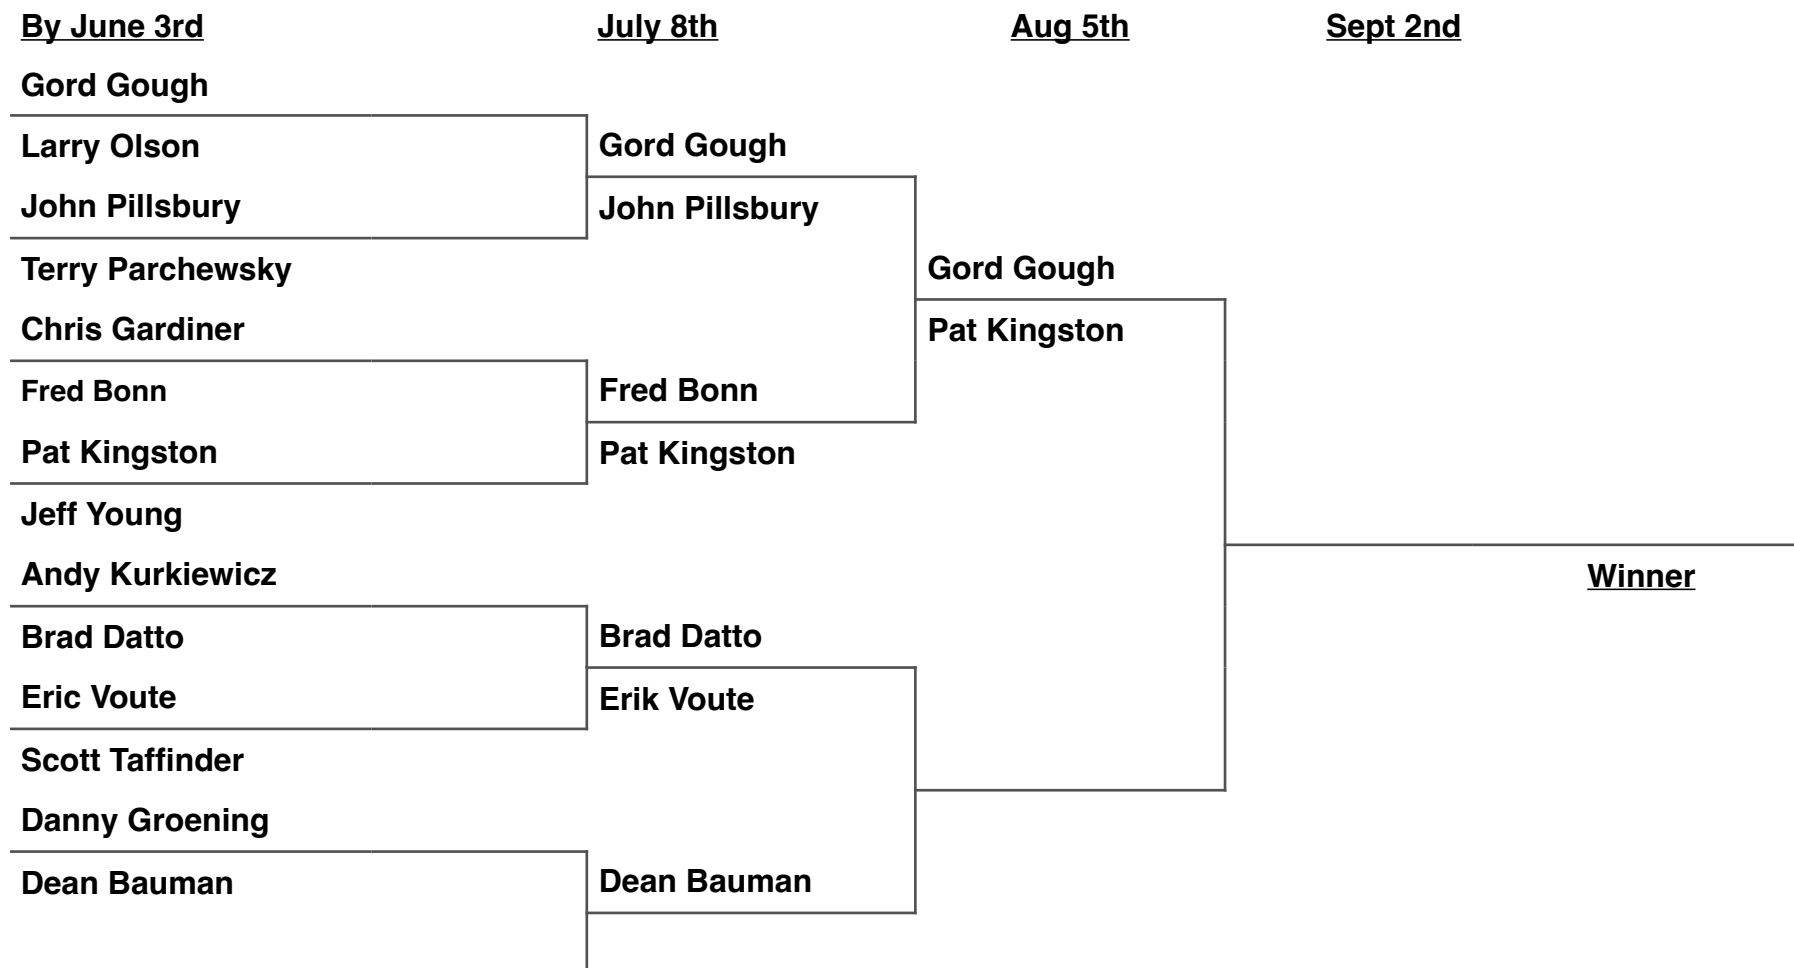 By June 3rd July 8th Aug 5th Sept 2nd
Gord Gough
Larry Olson Gord Gough
John Pillsbury John Pillsbury
Terry Parchewsky Gord Gough
Chris Gardiner Pat Kingston
Fred Bonn Fred Bonn
Pat Kingston Pat Kingston
Jeff Young
Andy Kurkiewicz Winner
Brad Datto Brad Datto
Eric Voute Erik Voute
Scott Taffinder
Danny Groening
Dean Bauman Dean Bauman